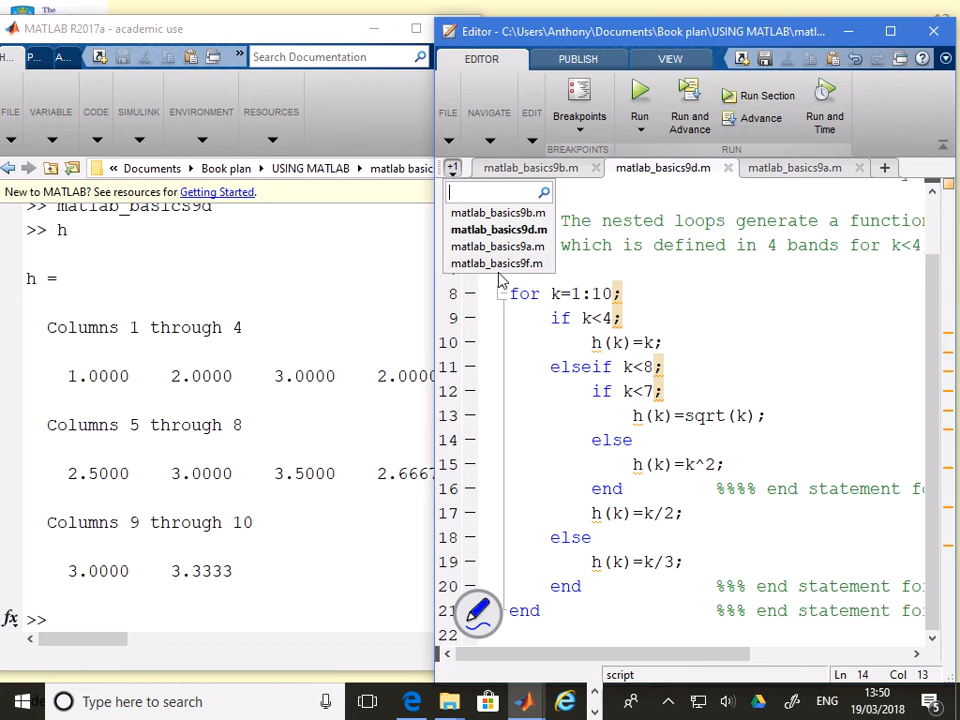 MATLAB R2017a - academic use
H... P... A...
Search Documentation
FILE VARIABLE CODE SIMULINK ENVIRONMENT RESOURCES
« Documents Book plan USING MATLAB matlab basic
New to MATLAB? See resources for Getting Started.
>> matlab_basics9d
>> h
h =
Columns 1 through 4
1.0000 2.0000 3.0000 2.0000
Columns 5 through 8
2.5000 3.0000 3.5000 2.6667
Columns 9 through 10
3.0000 3.3333
fx >>
Editor - C:\Users\Anthony\Documents\Book plan\USING MATLAB\matl...
EDITOR PUBLISH VIEW
FILE NAVIGATE EDIT Breakpoints Run Run and Advance Run Section Advance Run and Time
BREAKPOINTS RUN
+1 matlab_basics9b.m matlab_basics9d.m matlab_basics9a.m
matlab_basics9b.m
matlab_basics9d.m
matlab_basics9a.m
matlab_basics9f.m
The nested loops generate a function
which is defined in 4 bands for k<4
8 for k=1:10;
9 if k<4;
10 h(k)=k;
11 elseif k<8;
12 if k<7;
13 h(k)=sqrt(k);
14 else
15 h(k)=k^2;
16 end %%%% end statement fo
17 h(k)=k/2;
18 else
19 h(k)=k/3;
20 end %%% end statement for
21 end %%% end statement for
22
script Ln 14 Col 13
Type here to search
ENG
13:50
19/03/2018
5